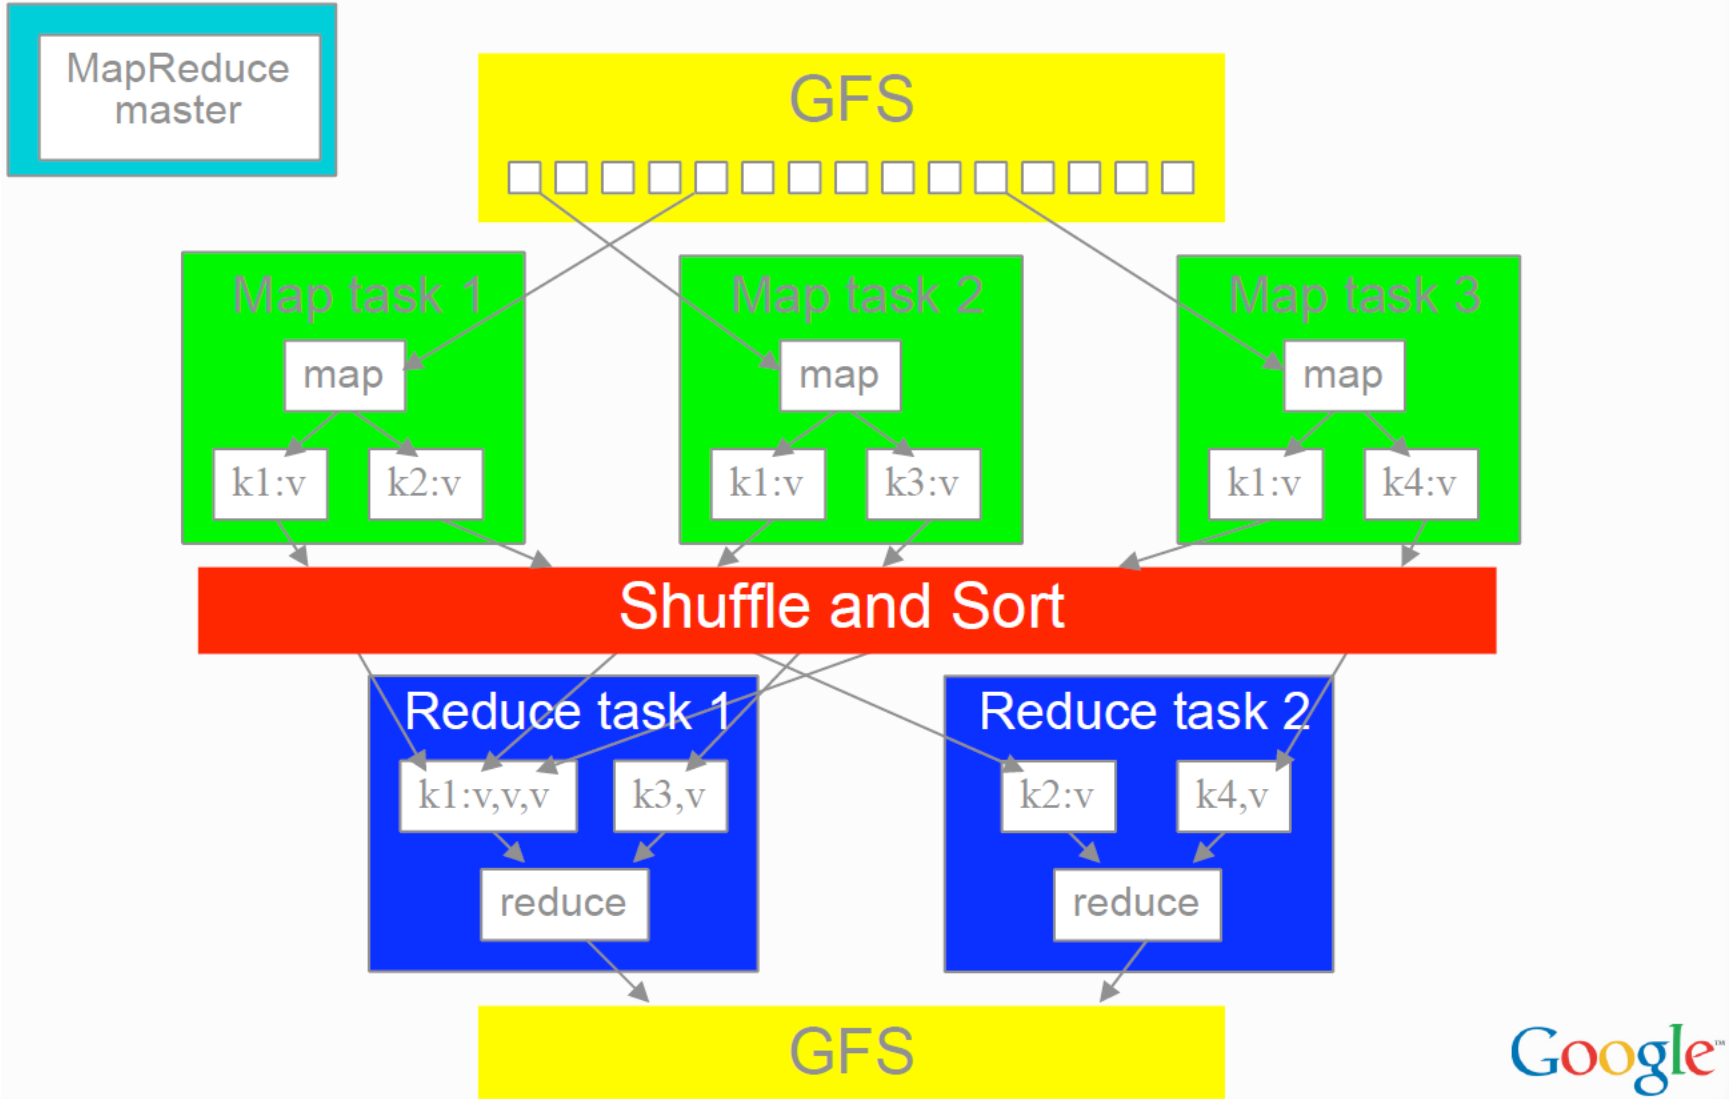 MapReduce
master
GFS
Map task 1
Map task 2
Map task 3
map
map
map
k1:v
k2:v
k1:v
k3:v
k1:v
k4:v
Shuffle and Sort
Reduce task 1
Reduce task 2
k1:v,v,v
k3,v
k2:v
k4,v
reduce
reduce
GFS
Google™